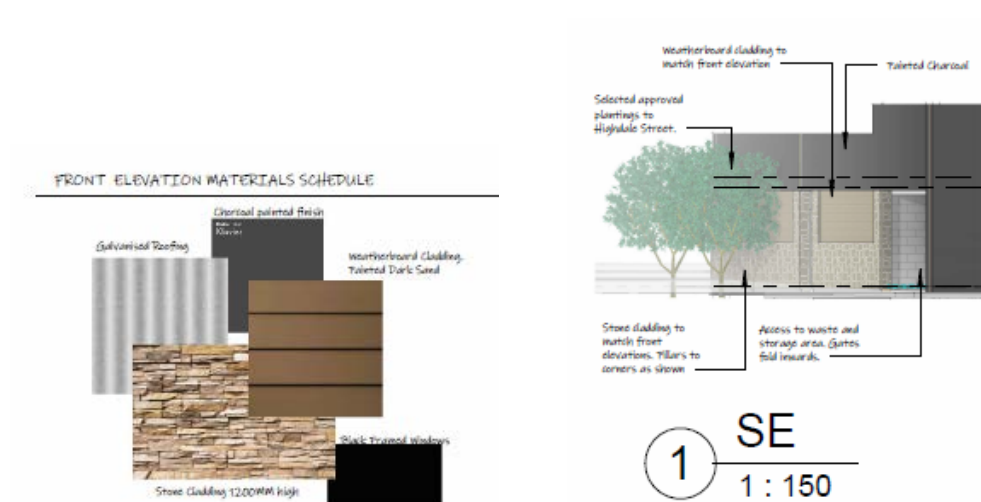 FRONT ELEVATION MATERIALS SCHEDULE
Charcoal painted finish
Galvanised Roofing
Weatherboard Cladding.
Painted Dark Sand
Black Framed Windows
Stone Cladding 1200MM high
Weatherboard cladding to
match front elevation
Painted Charcoal
Selected approved
plantings to
Highdale Street.
Stone cladding to
match front
elevations. Pillars to
corners as shown
Access to waste and
storage area. Gates
fold inwards.
1
SE
1 : 150